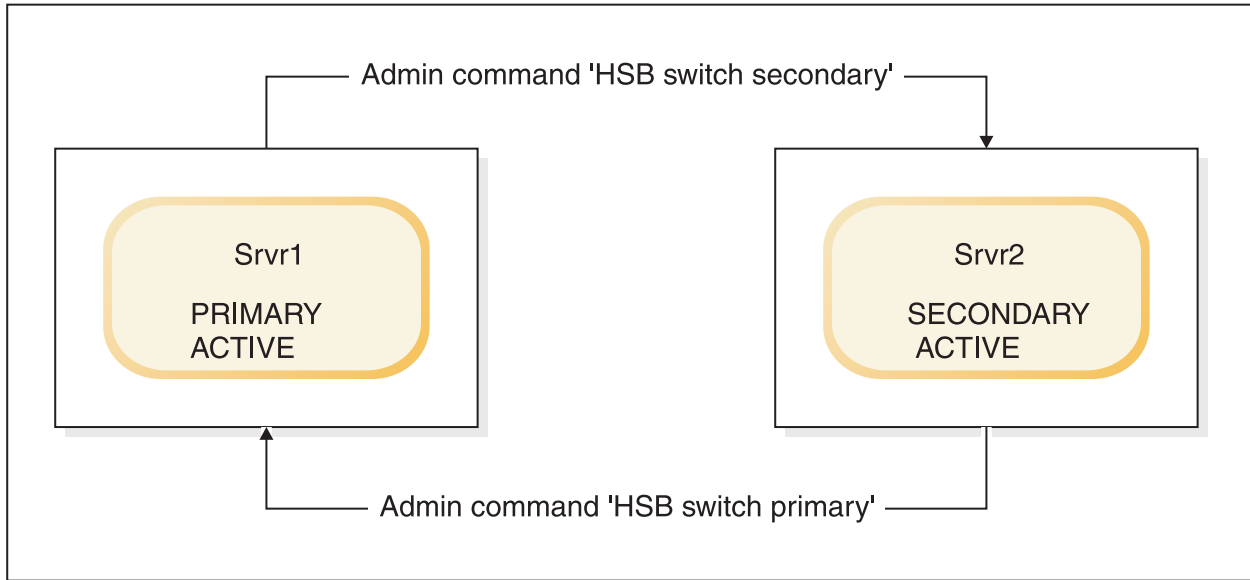 Admin command 'HSB switch secondary'
Srvr1
PRIMARY
ACTIVE
Srvr2
SECONDARY
ACTIVE
Admin command 'HSB switch primary'